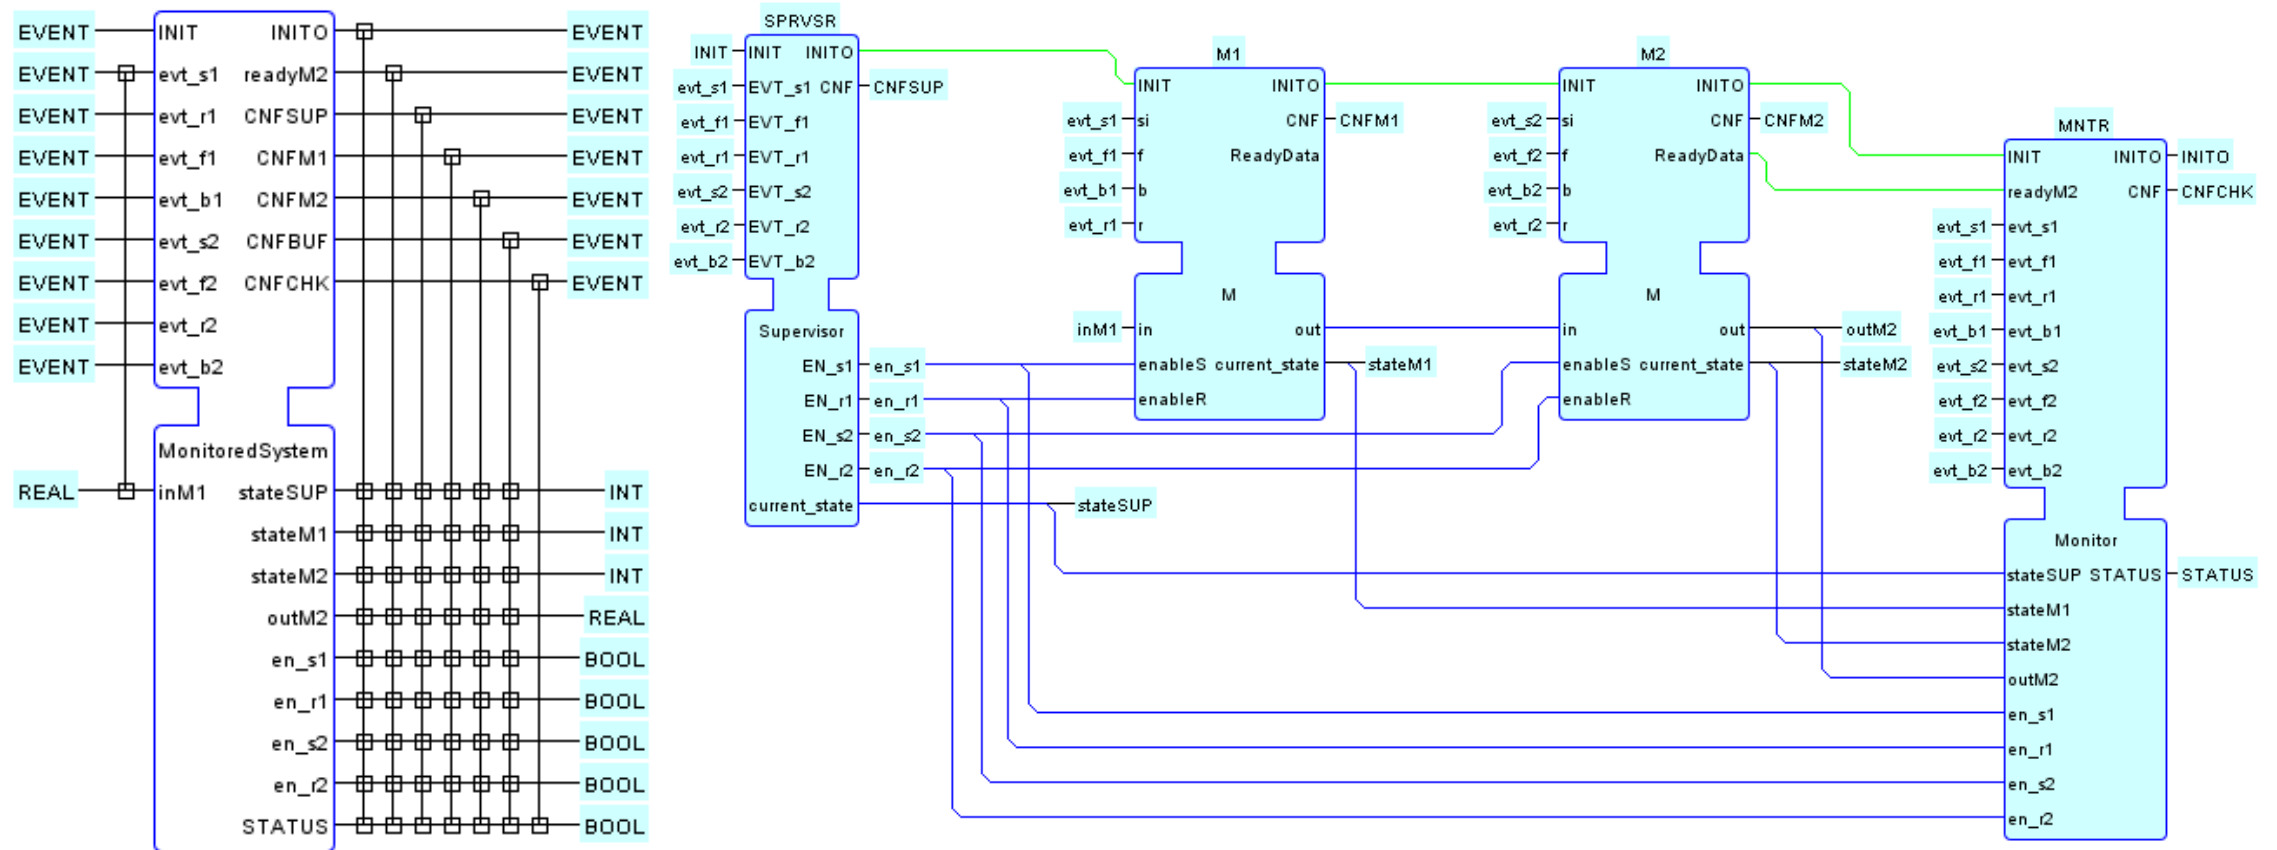 EVENT INIT INITO EVENT
EVENT evt_s1 readyM2 EVENT
EVENT evt_r1 CNFSUP EVENT
EVENT evt_f1 CNFM1 EVENT
EVENT evt_b1 CNFM2 EVENT
EVENT evt_s2 CNFBUF EVENT
EVENT evt_f2 CNFCHK EVENT
EVENT evt_r2
EVENT evt_b2
MonitoredSystem
REAL inM1 stateSUP INT
stateM1 INT
stateM2 INT
outM2 REAL
en_s1 BOOL
en_r1 BOOL
en_s2 BOOL
en_r2 BOOL
STATUS BOOL
SPRVSR
INIT INIT INITO
evt_s1 EVT_s1 CNF CNFSUP
evt_f1 EVT_f1
evt_r1 EVT_r1
evt_s2 EVT_s2
evt_r2 EVT_r2
evt_b2 EVT_b2
Supervisor
EN_s1 en_s1
EN_r1 en_r1
EN_s2 en_s2
EN_r2 en_r2
current_state stateSUP
M1
INIT INITO
evt_s1 si CNF CNFM1
evt_f1 f ReadyData
evt_b1 b
evt_r1 r
M
inM1 in out
enableS current_state stateM1
enableR
M2
INIT INITO
evt_s2 si CNF CNFM2
evt_f2 f ReadyData
evt_b2 b
evt_r2 r
M
in out outM2
enableS current_state stateM2
enableR
MNTR
INIT INITO INITO
readyM2 CNF CNFCHK
evt_s1 evt_s1
evt_f1 evt_f1
evt_r1 evt_r1
evt_b1 evt_b1
evt_s2 evt_s2
evt_f2 evt_f2
evt_r2 evt_r2
evt_b2 evt_b2
Monitor
stateSUP STATUS STATUS
stateM1
stateM2
outM2
en_s1
en_r1
en_s2
en_r2